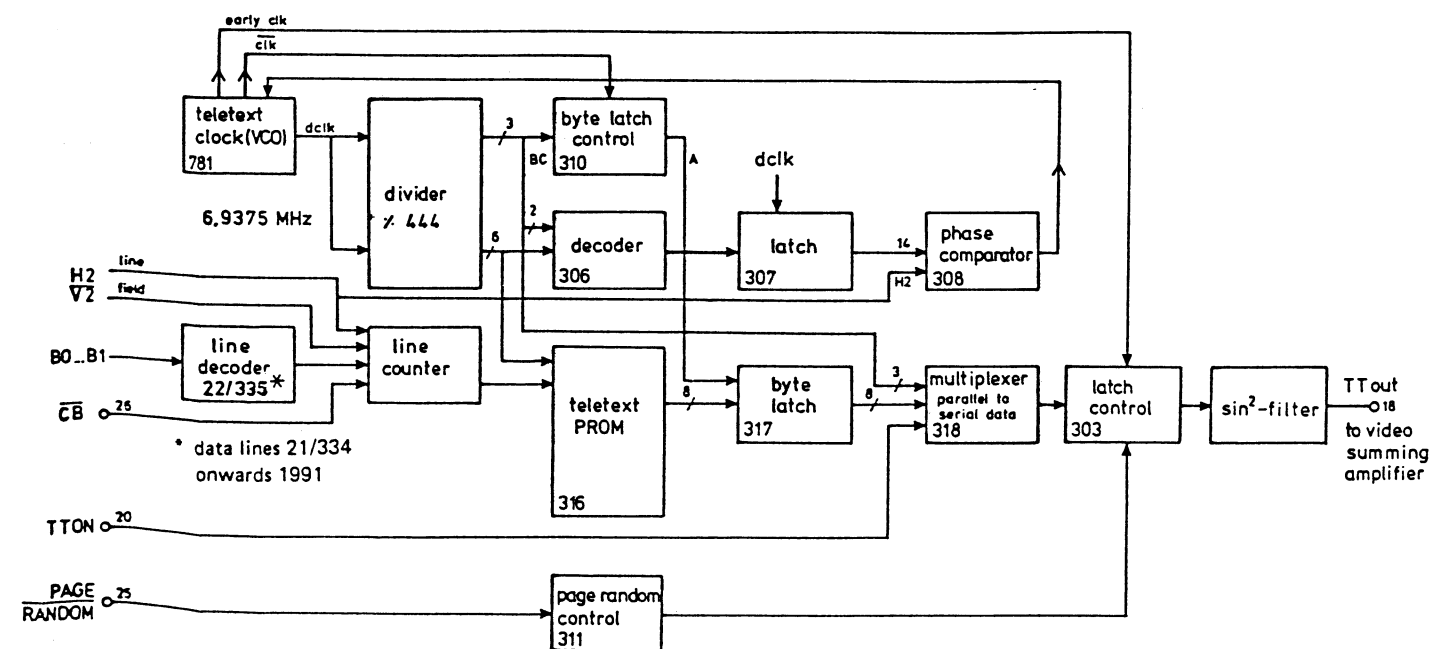 early clk
clk
teletext
clock(VCO)
781
dclk
6,9375 MHz
divider
٪ 444
3
BC
6
2
byte latch
control
310
A
decoder
306
dclk
latch
307
14
H2
phase
comparator
308
H2 line
V2 field
B0...B1
line
decoder
22/335*
CB 26
* data lines 21/334
onwards 1991
line
counter
teletext
PROM
316
8
byte
latch
317
8
3
multiplexer
parallel to
serial data
318
latch
control
303
sin²-filter
TT out
18
to video
summing
amplifier
TTON 20
PAGE
RANDOM
25
page random
control
311